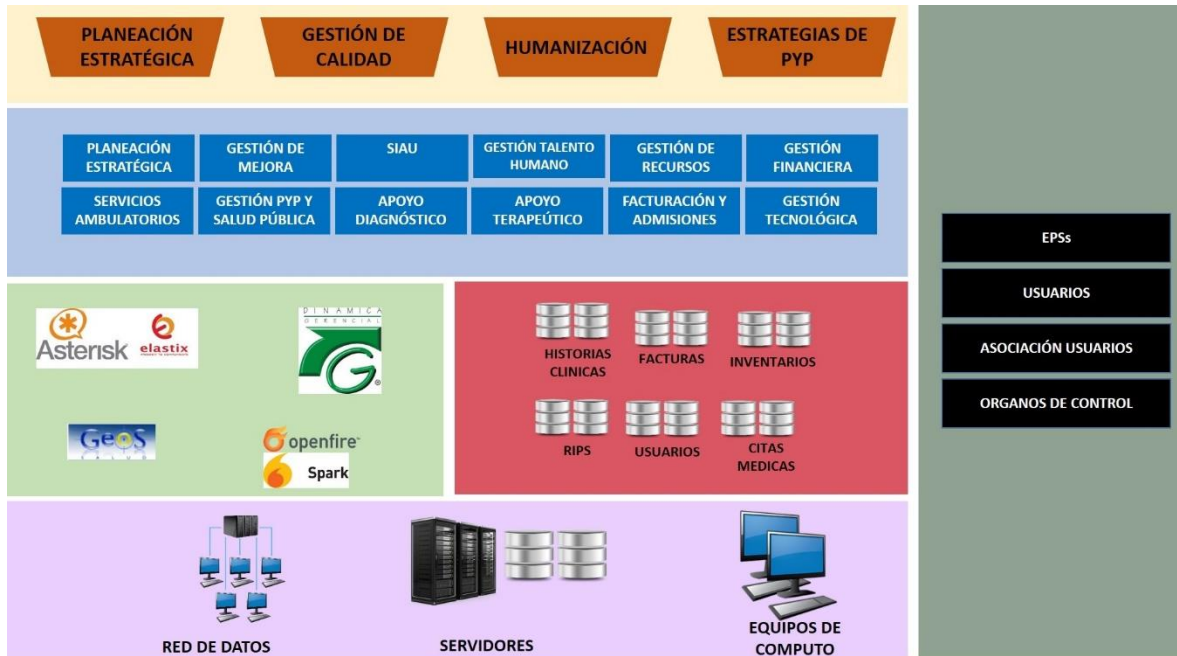 PLANEACIÓN
ESTRATÉGICA
GESTIÓN DE
CALIDAD
HUMANIZACIÓN
ESTRATEGIAS DE
PYP
PLANEACIÓN
ESTRATÉGICA
GESTIÓN DE
MEJORA
SIAU
GESTIÓN TALENTO
HUMANO
GESTIÓN DE
RECURSOS
GESTIÓN
FINANCIERA
SERVICIOS
AMBULATORIOS
GESTIÓN PYP Y
SALUD PÚBLICA
APOYO
DIAGNÓSTICO
APOYO
TERAPEÚTICO
FACTURACIÓN Y
ADMISIONES
GESTIÓN
TECNOLÓGICA
Asterisk
elastix
DINAMICA
GERENCIAL
G
GeoS
SALUD
openfire
Spark
HISTORIAS
CLINICAS
FACTURAS
INVENTARIOS
RIPS
USUARIOS
CITAS
MEDICAS
RED DE DATOS
SERVIDORES
EQUIPOS DE
COMPUTO
EPSs
USUARIOS
ASOCIACIÓN USUARIOS
ORGANOS DE CONTROL